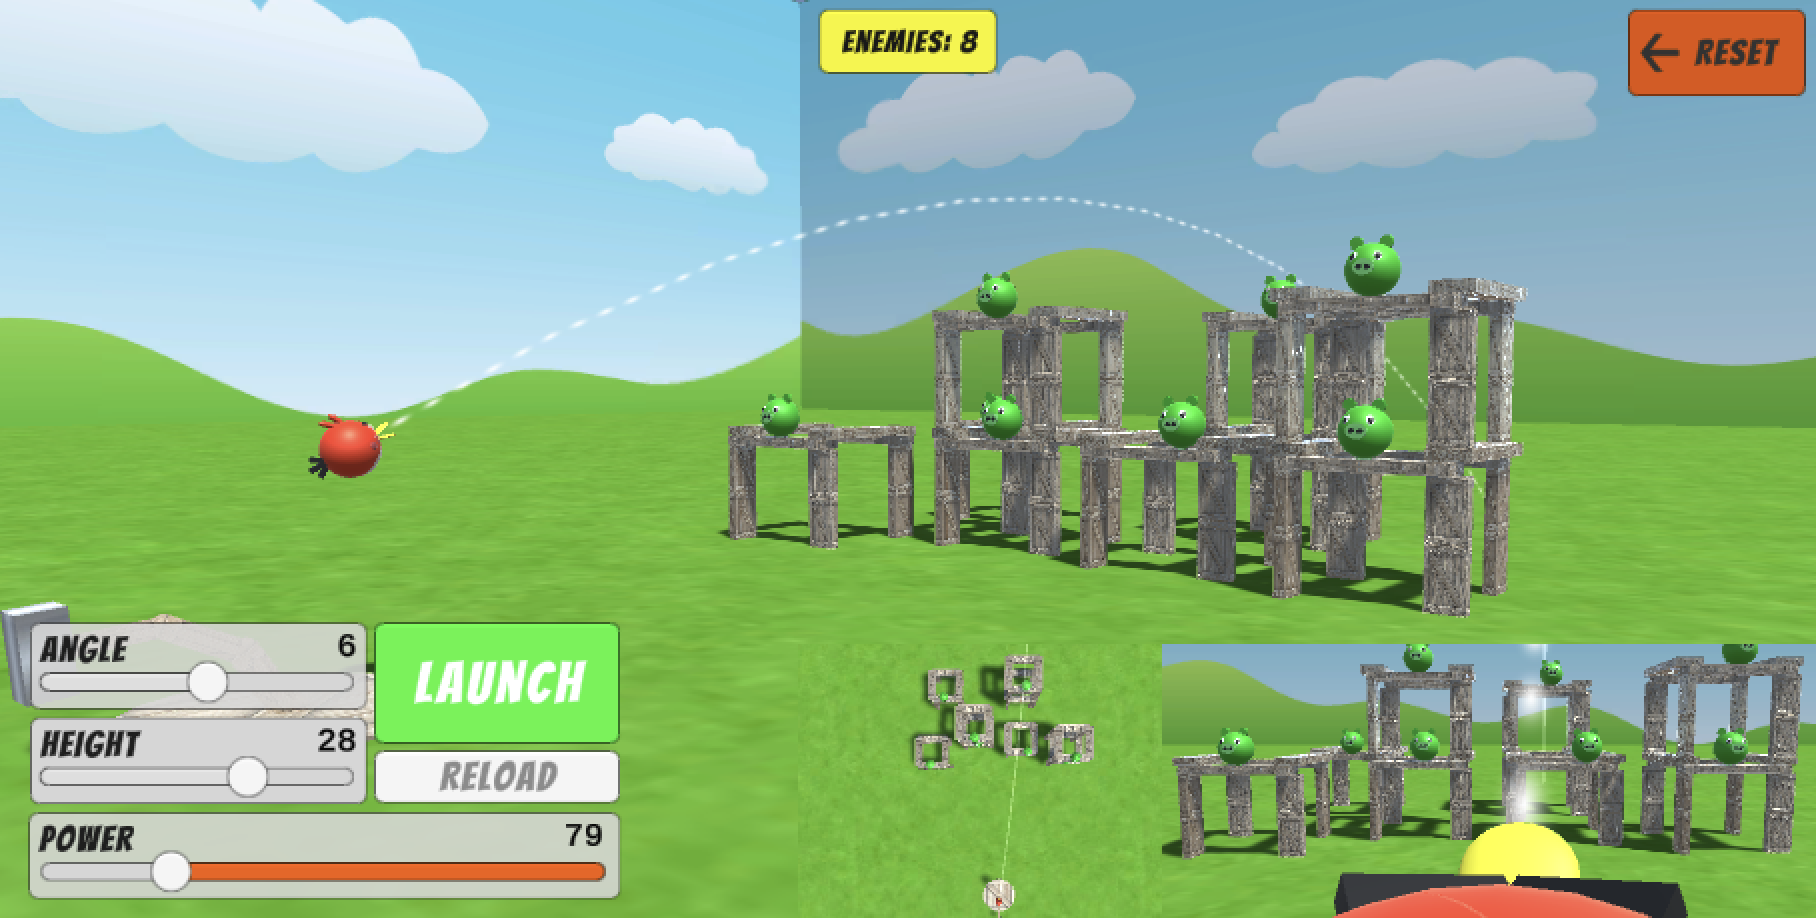 ENEMIES: 8
RESET
ANGLE 6
LAUNCH
HEIGHT 28
RELOAD
POWER 79